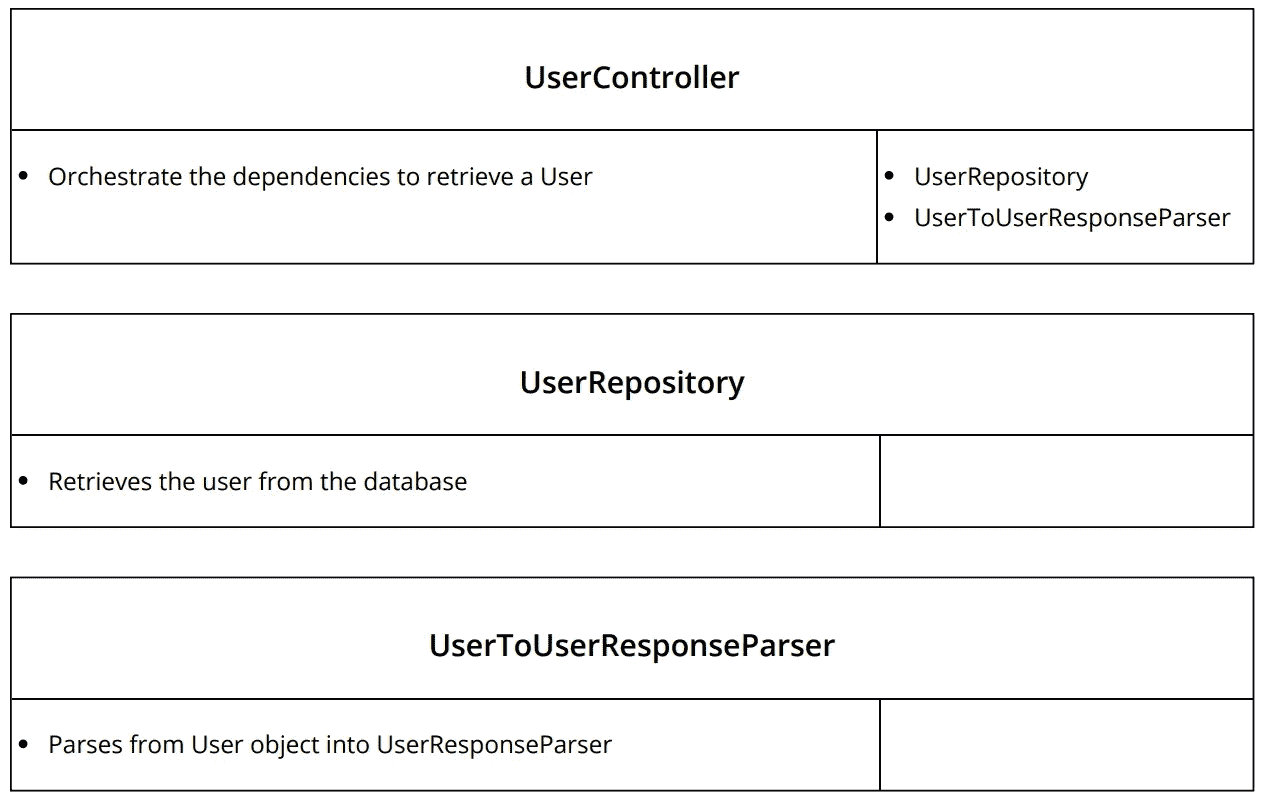 UserController
• Orchestrate the dependencies to retrieve a User
• UserRepository
• UserToUserResponseParser
UserRepository
• Retrieves the user from the database
UserToUserResponseParser
• Parses from User object into UserResponseParser